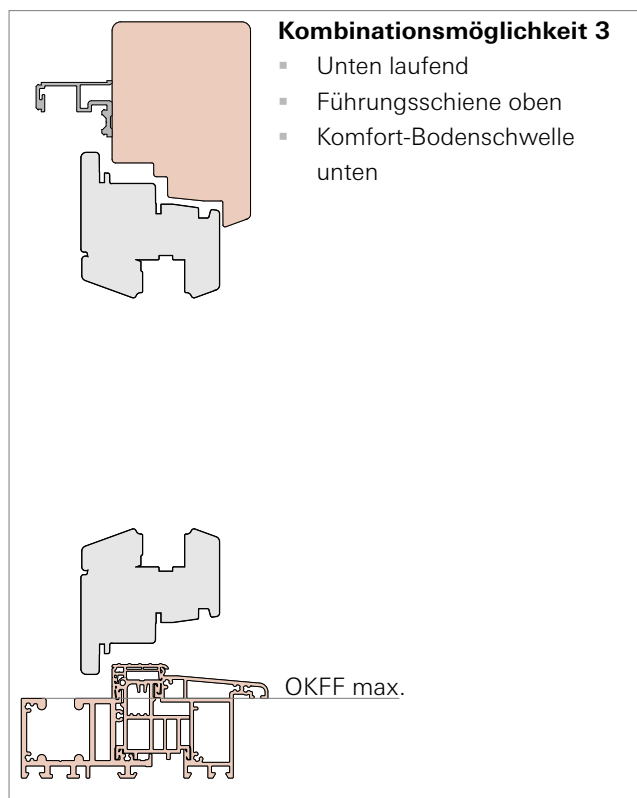 Kombinationsmöglichkeit 3
▪ Unten laufend
▪ Führungsschiene oben
▪ Komfort-Bodenschwelle
unten
OKFF max.